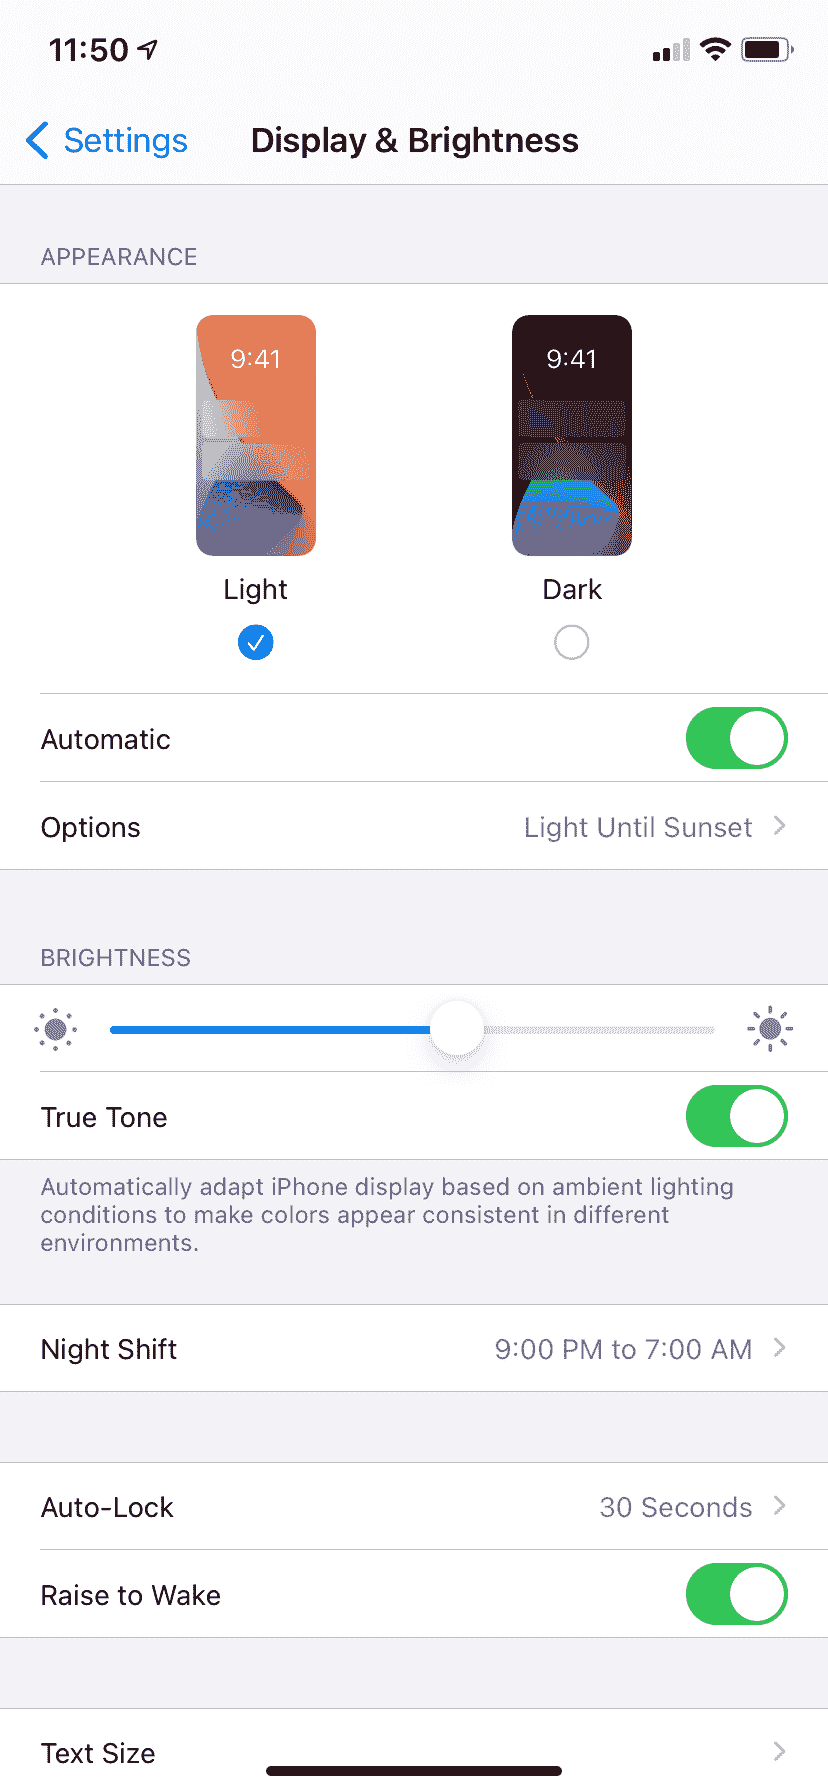 11:50
Settings Display & Brightness
APPEARANCE
9:41 9:41
Light Dark
Automatic
Options Light Until Sunset
BRIGHTNESS
True Tone
Automatically adapt iPhone display based on ambient lighting
conditions to make colors appear consistent in different
environments.
Night Shift 9:00 PM to 7:00 AM
Auto-Lock 30 Seconds
Raise to Wake
Text Size